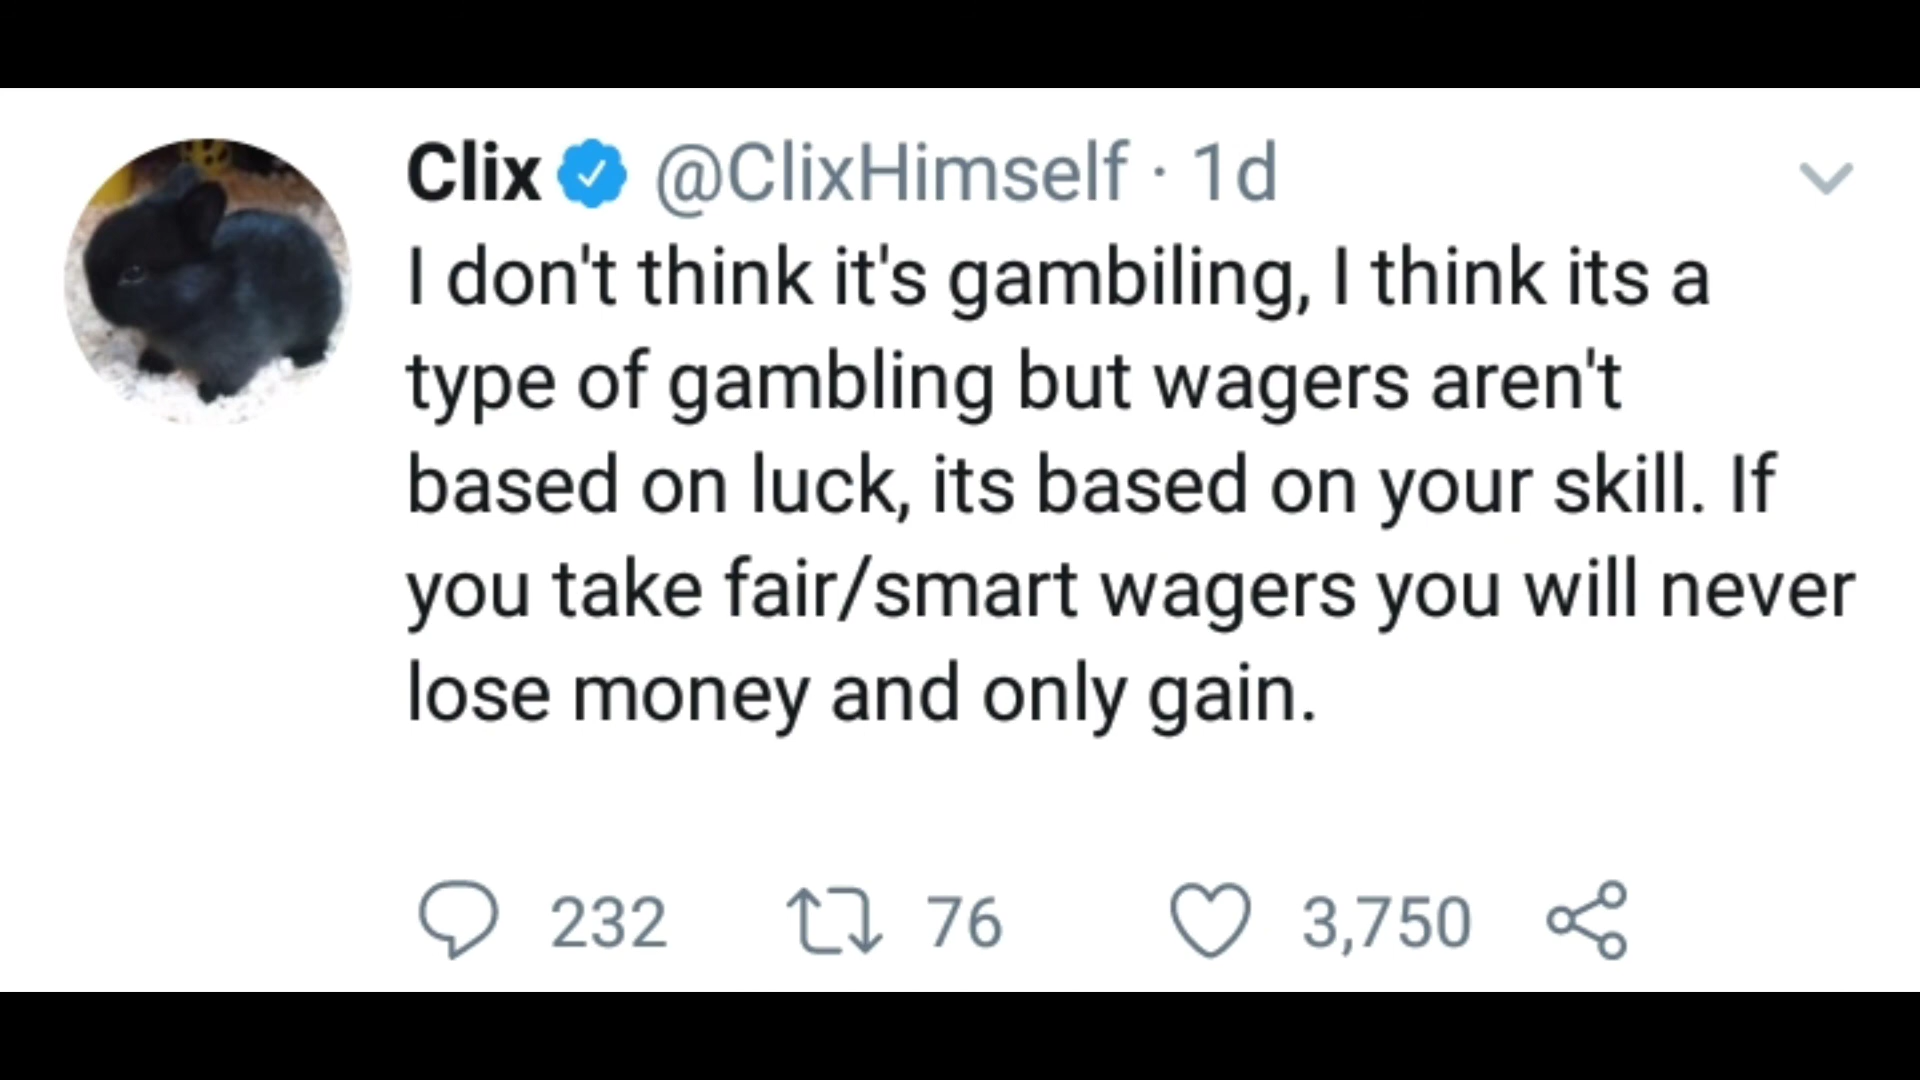 Clix @ClixHimself · 1d
I don't think it's gambiling, I think its a
type of gambling but wagers aren't
based on luck, its based on your skill. If
you take fair/smart wagers you will never
lose money and only gain.
232 76 3,750